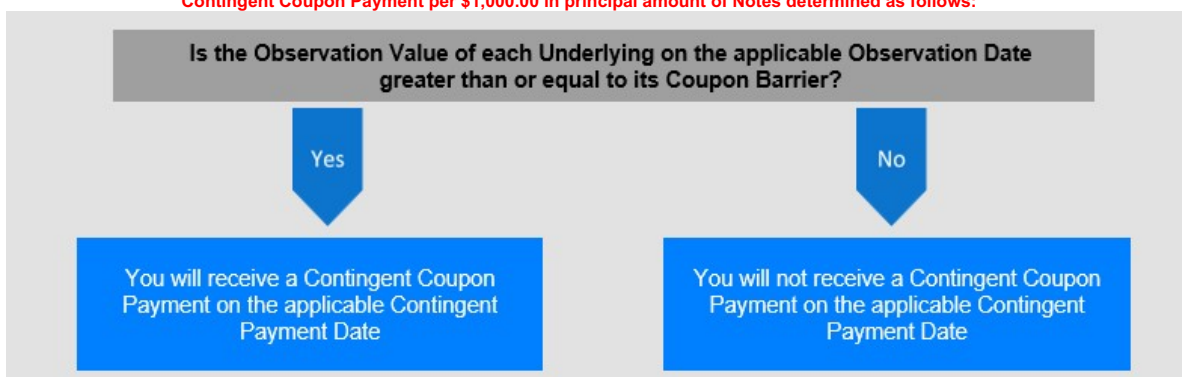 Contingent Coupon Payment per $1,000.00 in principal amount of Notes determined as follows:
Is the Observation Value of each Underlying on the applicable Observation Date
greater than or equal to its Coupon Barrier?
Yes
No
You will receive a Contingent Coupon
Payment on the applicable Contingent
Payment Date
You will not receive a Contingent Coupon
Payment on the applicable Contingent
Payment Date